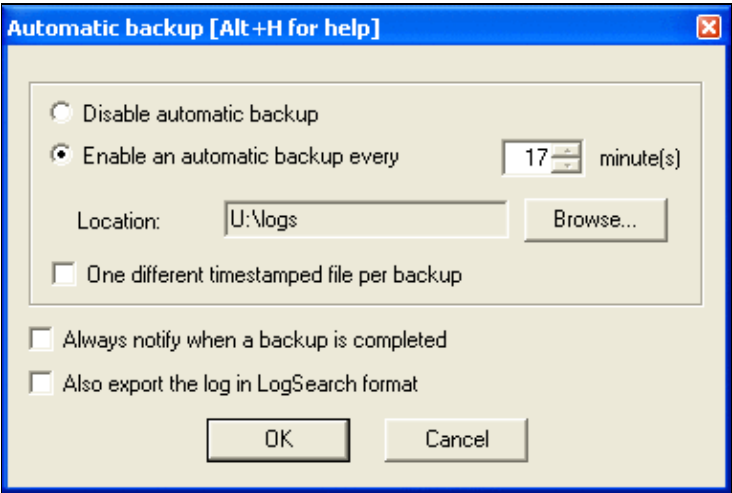 Automatic backup [Alt+H for help]
Disable automatic backup
Enable an automatic backup every 17 minute(s)
Location: U:\logs Browse...
One different timestamped file per backup
Always notify when a backup is completed
Also export the log in LogSearch format
OK Cancel